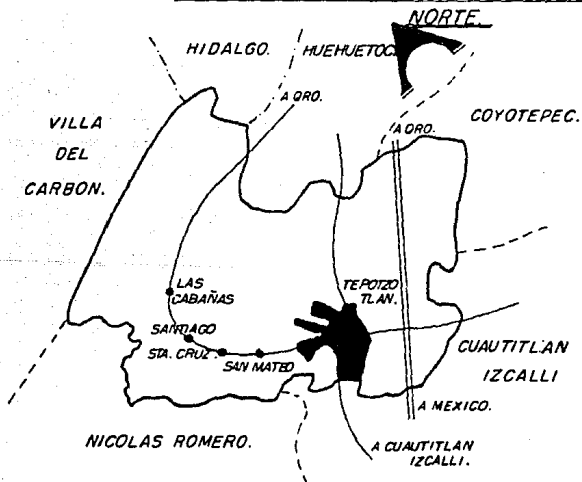 NORTE.
HIDALGO.
HUEHUETOC.
A QRO.
VILLA
DEL
CARBON.
COYOTEPEC.
A QRO.
LAS
CABAÑAS
TEPOTZO
TLAN.
SANTIAGO
STA. CRUZ.
SAN MATEO
CUAUTITLAN
IZCALLI
A MEXICO.
NICOLAS ROMERO.
A CUAUTITLAN
IZCALLI.